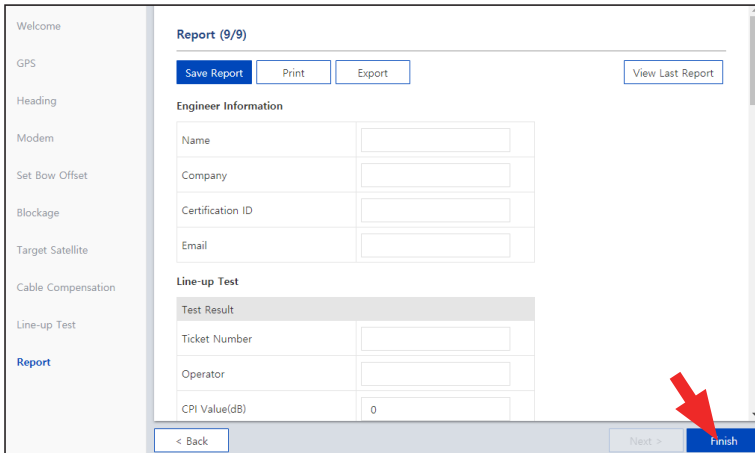 Welcome
GPS
Heading
Modem
Set Bow Offset
Blockage
Target Satellite
Cable Compensation
Line-up Test
Report
Report (9/9)
Save Report Print Export View Last Report
Engineer Information
Name
Company
Certification ID
Email
Line-up Test
Test Result
Ticket Number
Operator
CPI Value(dB) 0
< Back Next > Finish